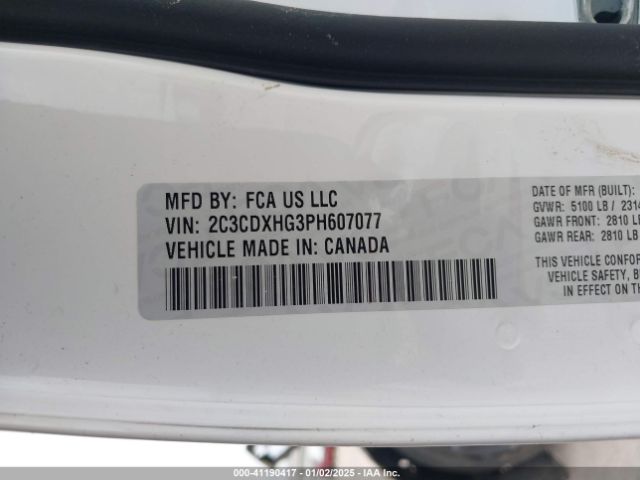 MFD BY: FCA US LLC
VIN: 2C3CDXHG3PH607077
VEHICLE MADE IN: CANADA
DATE OF MFR (BUILT):
GVWR: 5100 LB / 2314
GAWR FRONT: 2810 LB
GAWR REAR: 2810 LB
THIS VEHICLE CONFOR
VEHICLE SAFETY, B
IN EFFECT ON TH
000-41190417 - 01/02/2025 - IAA Inc.